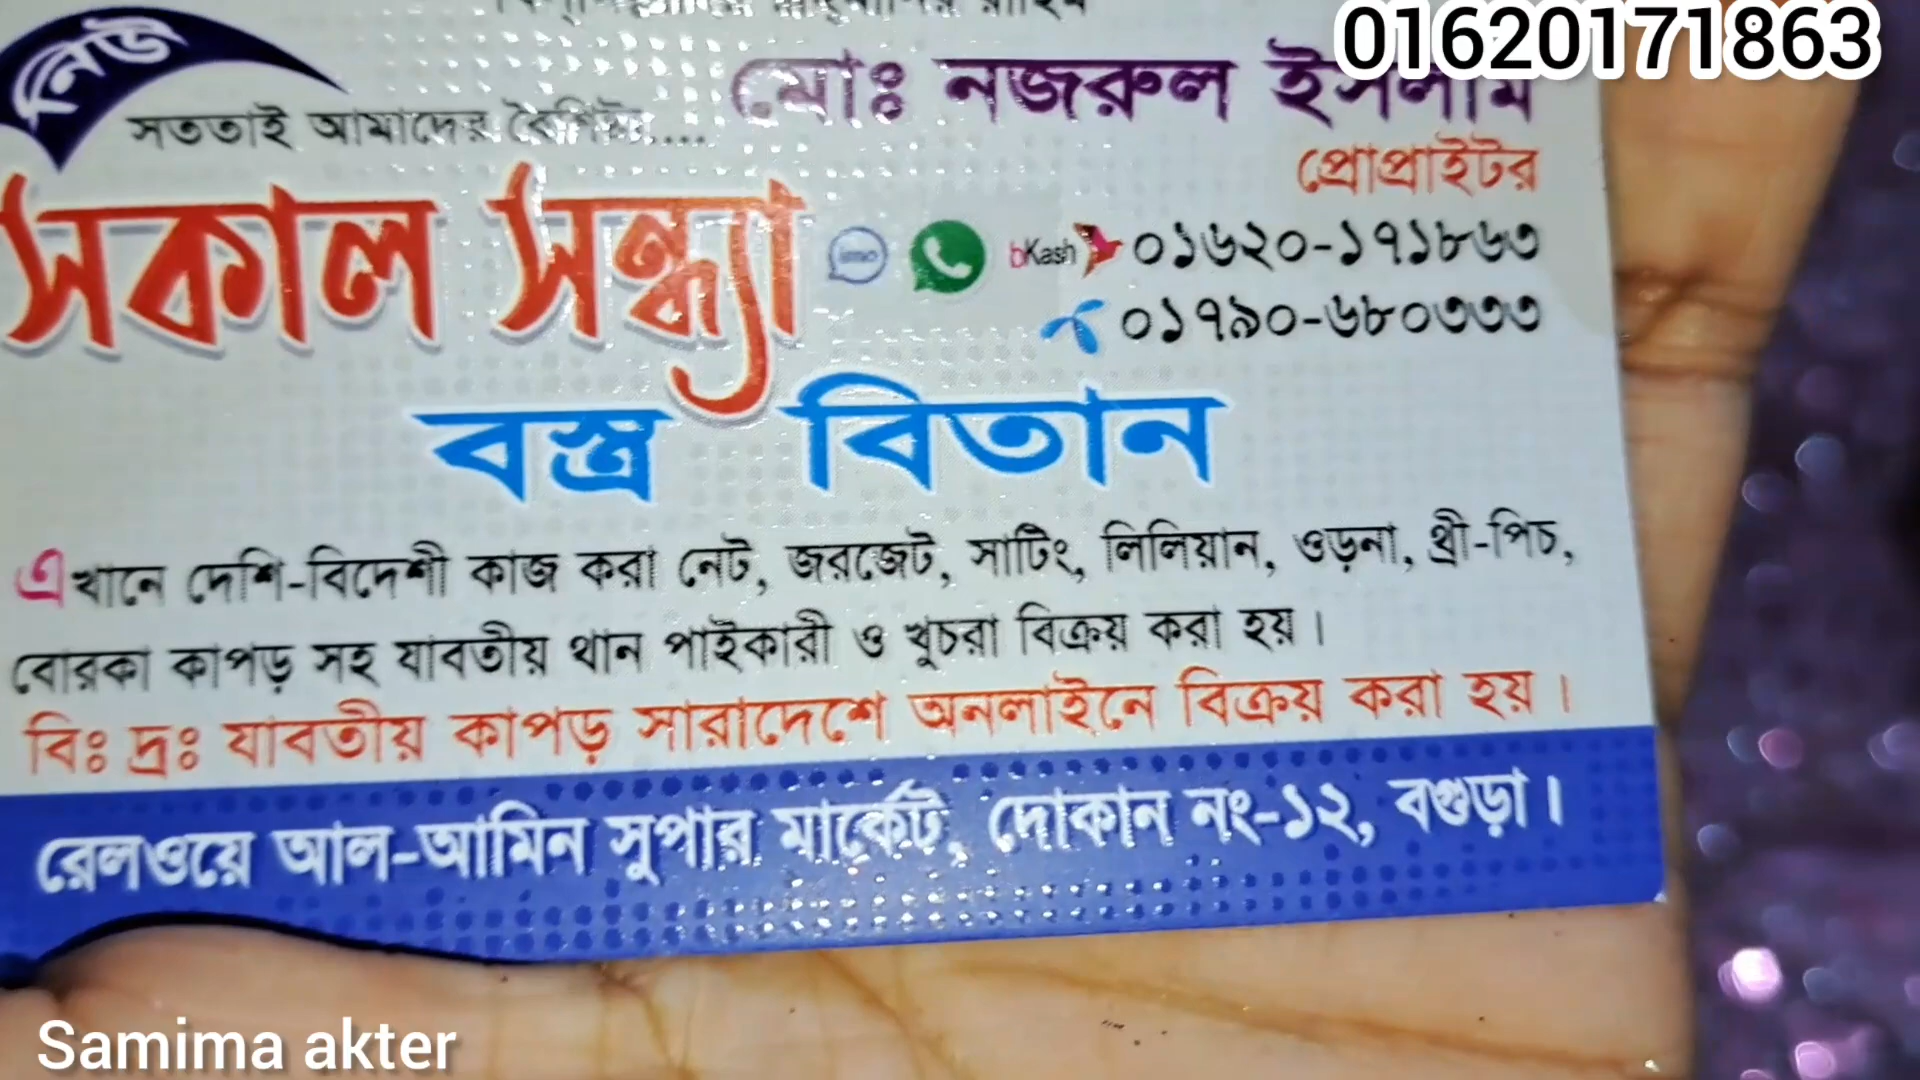 01620171863
নিউ
মোঃ নজরুল ইসলাম
সততাই আমাদের বৈশিষ্ট্য.....
প্রোপ্রাইটর
সকাল সন্ধ্যা
imo bKash ০১৬২০-১৭১৮৬৩
০১৭৯০-৬৮০৩৩৩
বস্ত্র বিতান
এখানে দেশি-বিদেশী কাজ করা নেট, জরজেট, সাটিং, লিলিয়ান, ওড়না, থ্রী-পিচ,
বোরকা কাপড় সহ যাবতীয় থান পাইকারী ও খুচরা বিক্রয় করা হয়।
বিঃ দ্রঃ যাবতীয় কাপড় সারাদেশে অনলাইনে বিক্রয় করা হয়।
রেলওয়ে আল-আমিন সুপার মার্কেট, দোকান নং-১২, বগুড়া।
Samima akter